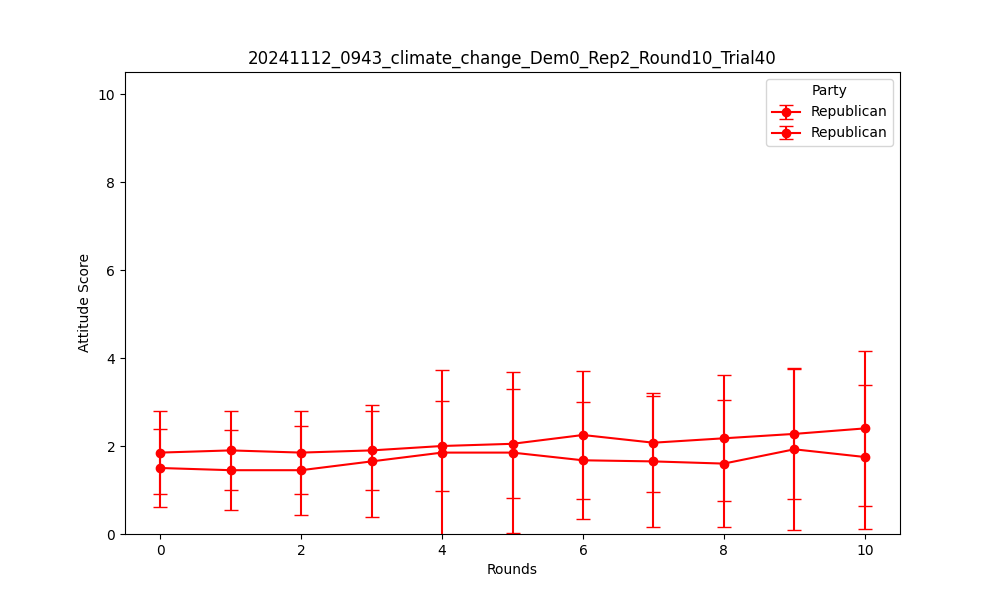 20241112_0943_climate_change_Dem0_Rep2_Round10_Trial40
Party
Republican
Republican
10
8
6
4
2
0
Attitude Score
0 2 4 6 8 10
Rounds